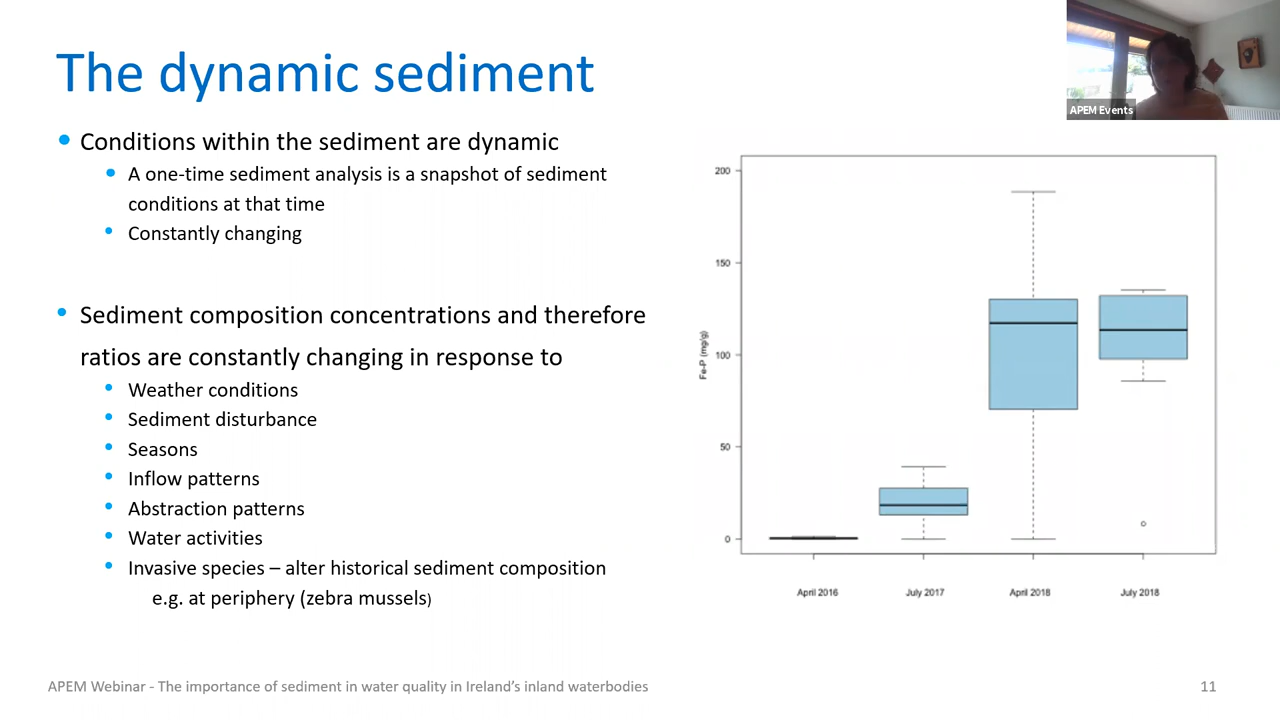 The dynamic sediment
APEM Events
Conditions within the sediment are dynamic
A one-time sediment analysis is a snapshot of sediment
conditions at that time
Constantly changing
Sediment composition concentrations and therefore
ratios are constantly changing in response to
Weather conditions
Sediment disturbance
Seasons
Inflow patterns
Abstraction patterns
Water activities
Invasive species – alter historical sediment composition
e.g. at periphery (zebra mussels)
200
150
100
50
0
Fe-P (mg/g)
April 2016
July 2017
April 2018
July 2018
APEM Webinar - The importance of sediment in water quality in Ireland's inland waterbodies
11